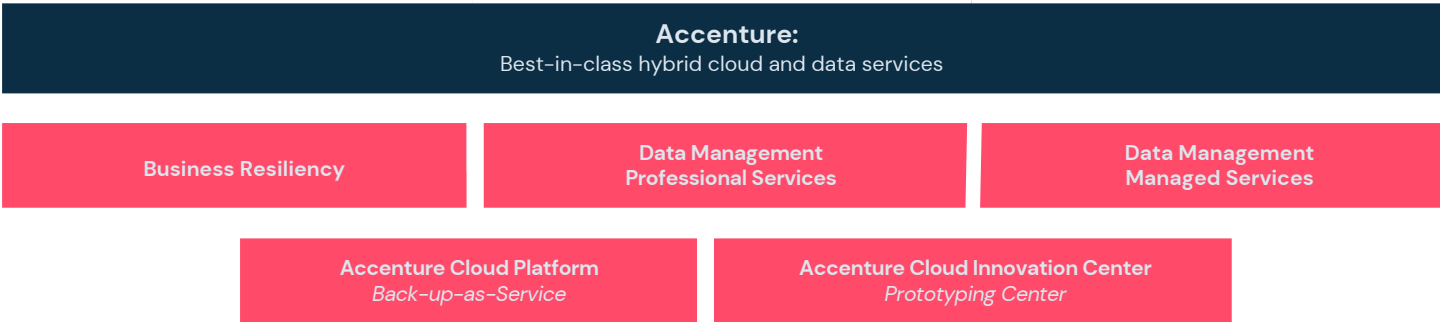 Accenture:
Best-in-class hybrid cloud and data services
Business Resiliency
Data Management
Professional Services
Data Management
Managed Services
Accenture Cloud Platform
Back-up-as-Service
Accenture Cloud Innovation Center
Prototyping Center